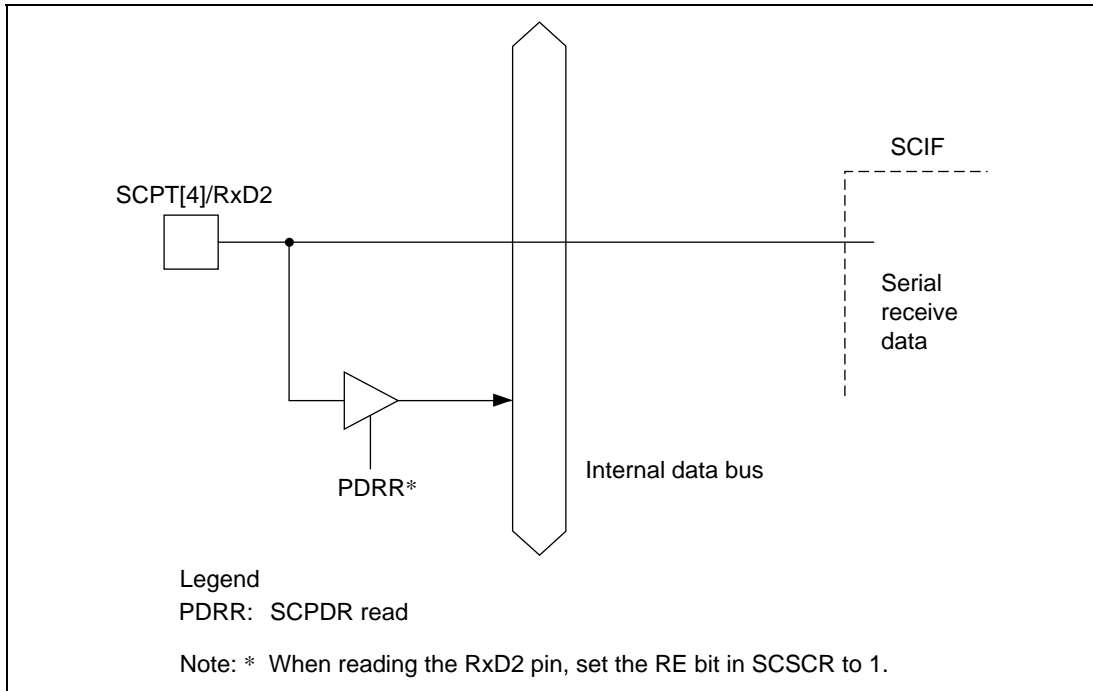 SCIF
SCPT[4]/RxD2
Serial
receive
data
Internal data bus
PDRR*
Legend
PDRR: SCPDR read
Note: * When reading the RxD2 pin, set the RE bit in SCSCR to 1.